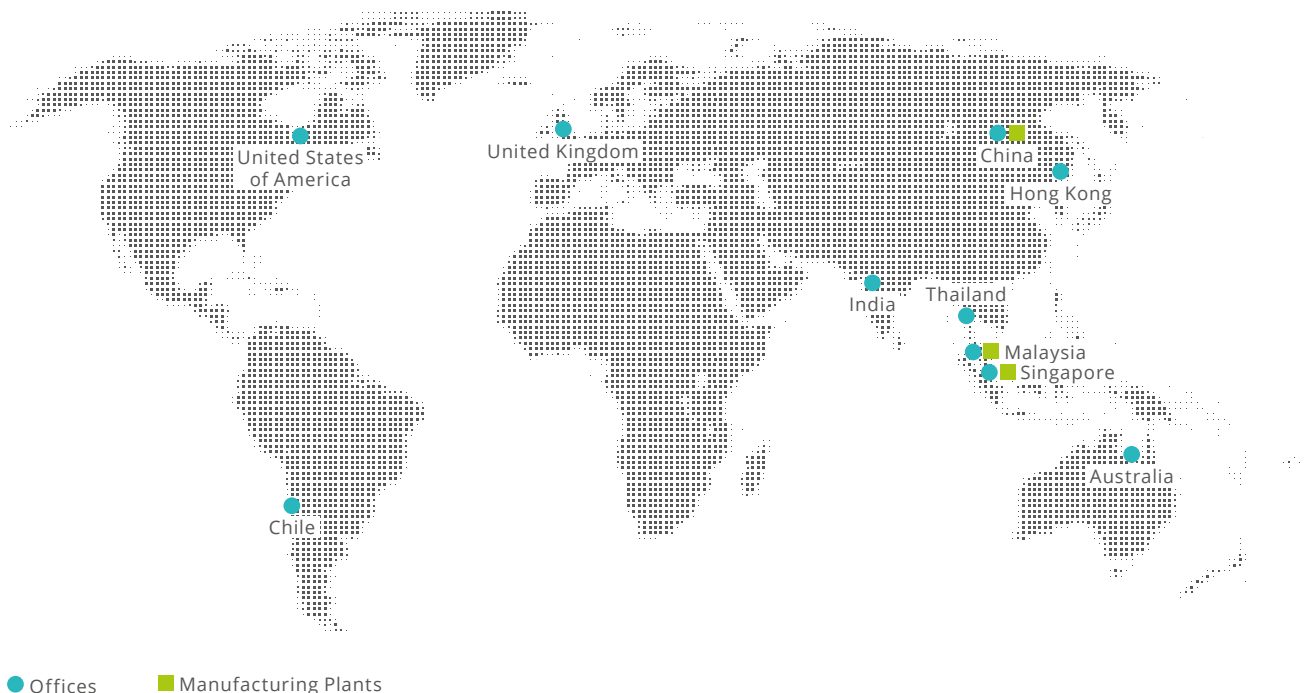 United States
of America
United Kingdom
China
Hong Kong
India
Thailand
Malaysia
Singapore
Australia
Chile
Offices
Manufacturing Plants